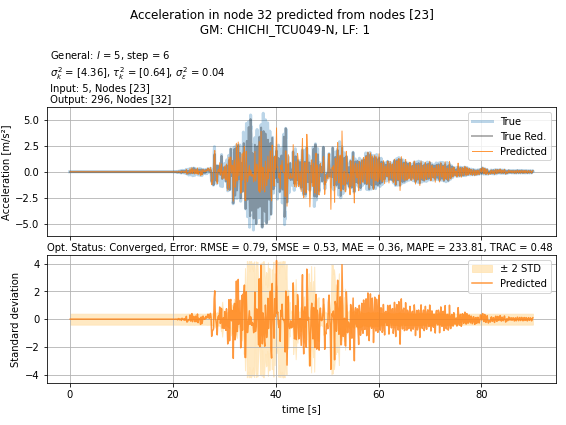 Acceleration in node 32 predicted from nodes [23]
GM: CHICHI_TCU049-N, LF: 1
General: l = 5, step = 6
σ²ₖ = [4.36], τ²ₖ = [0.64], σ²ε = 0.04
Input: 5, Nodes [23]
Output: 296, Nodes [32]
Acceleration [m/s²]
5.0
2.5
0.0
−2.5
−5.0
True
True Red.
Predicted
Opt. Status: Converged, Error: RMSE = 0.79, SMSE = 0.53, MAE = 0.36, MAPE = 233.81, TRAC = 0.48
Standard deviation
4
2
0
−2
−4
± 2 STD
Predicted
0
20
40
60
80
time [s]